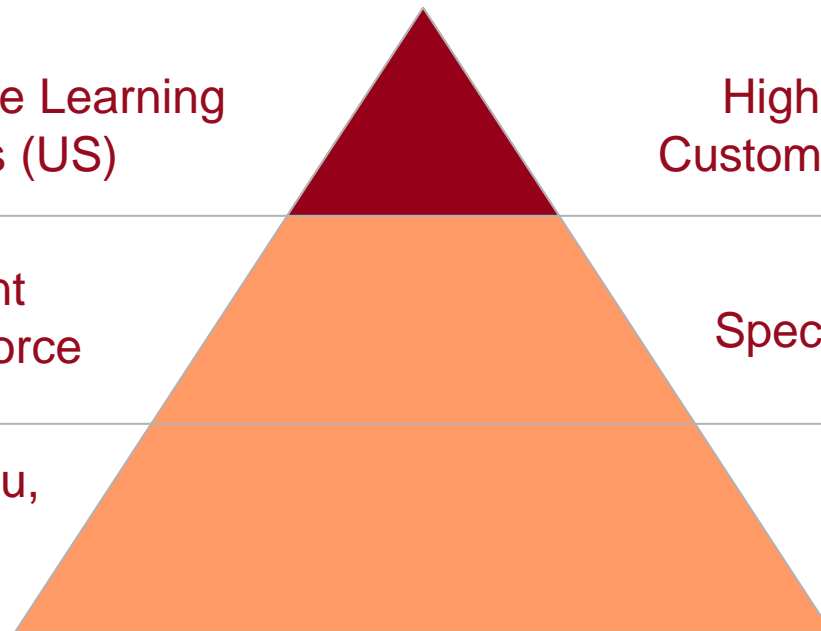 e Learning
s (US)
High
Custom
nt
orce
Spec
u,